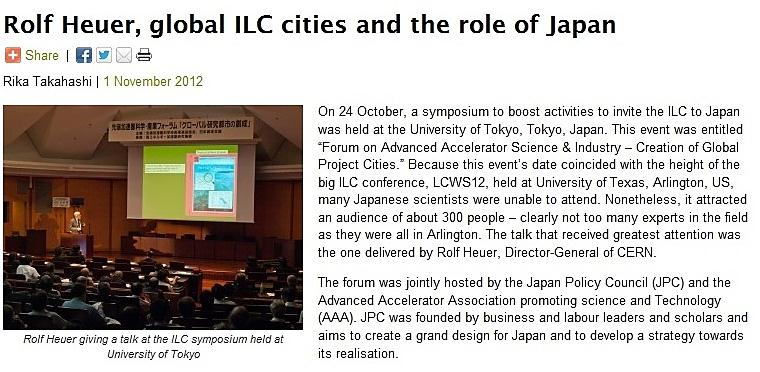 Rolf Heuer, global ILC cities and the role of Japan
Share |
Rika Takahashi | 1 November 2012
On 24 October, a symposium to boost activities to invite the ILC to Japan
was held at the University of Tokyo, Tokyo, Japan. This event was entitled
“Forum on Advanced Accelerator Science & Industry – Creation of Global
Project Cities.” Because this event's date coincided with the height of the
big ILC conference, LCWS12, held at University of Texas, Arlington, US,
many Japanese scientists were unable to attend. Nonetheless, it attracted
an audience of about 300 people – clearly not too many experts in the field
as they were all in Arlington. The talk that received greatest attention was
the one delivered by Rolf Heuer, Director-General of CERN.
The forum was jointly hosted by the Japan Policy Council (JPC) and the
Advanced Accelerator Association promoting science and Technology
(AAA). JPC was founded by business and labour leaders and scholars and
aims to create a grand design for Japan and to develop a strategy towards
its realisation.
先端加速器科学・産業フォーラム「グローバル研究都市の創成」
Rolf Heuer giving a talk at the ILC symposium held at
University of Tokyo